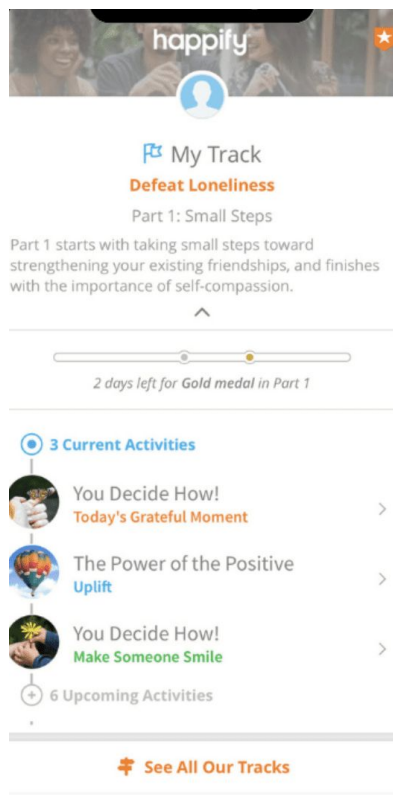 happify
My Track
Defeat Loneliness
Part 1: Small Steps
Part 1 starts with taking small steps toward
strengthening your existing friendships, and finishes
with the importance of self-compassion.
2 days left for Gold medal in Part 1
3 Current Activities
You Decide How!
Today's Grateful Moment
The Power of the Positive
Uplift
You Decide How!
Make Someone Smile
6 Upcoming Activities
See All Our Tracks